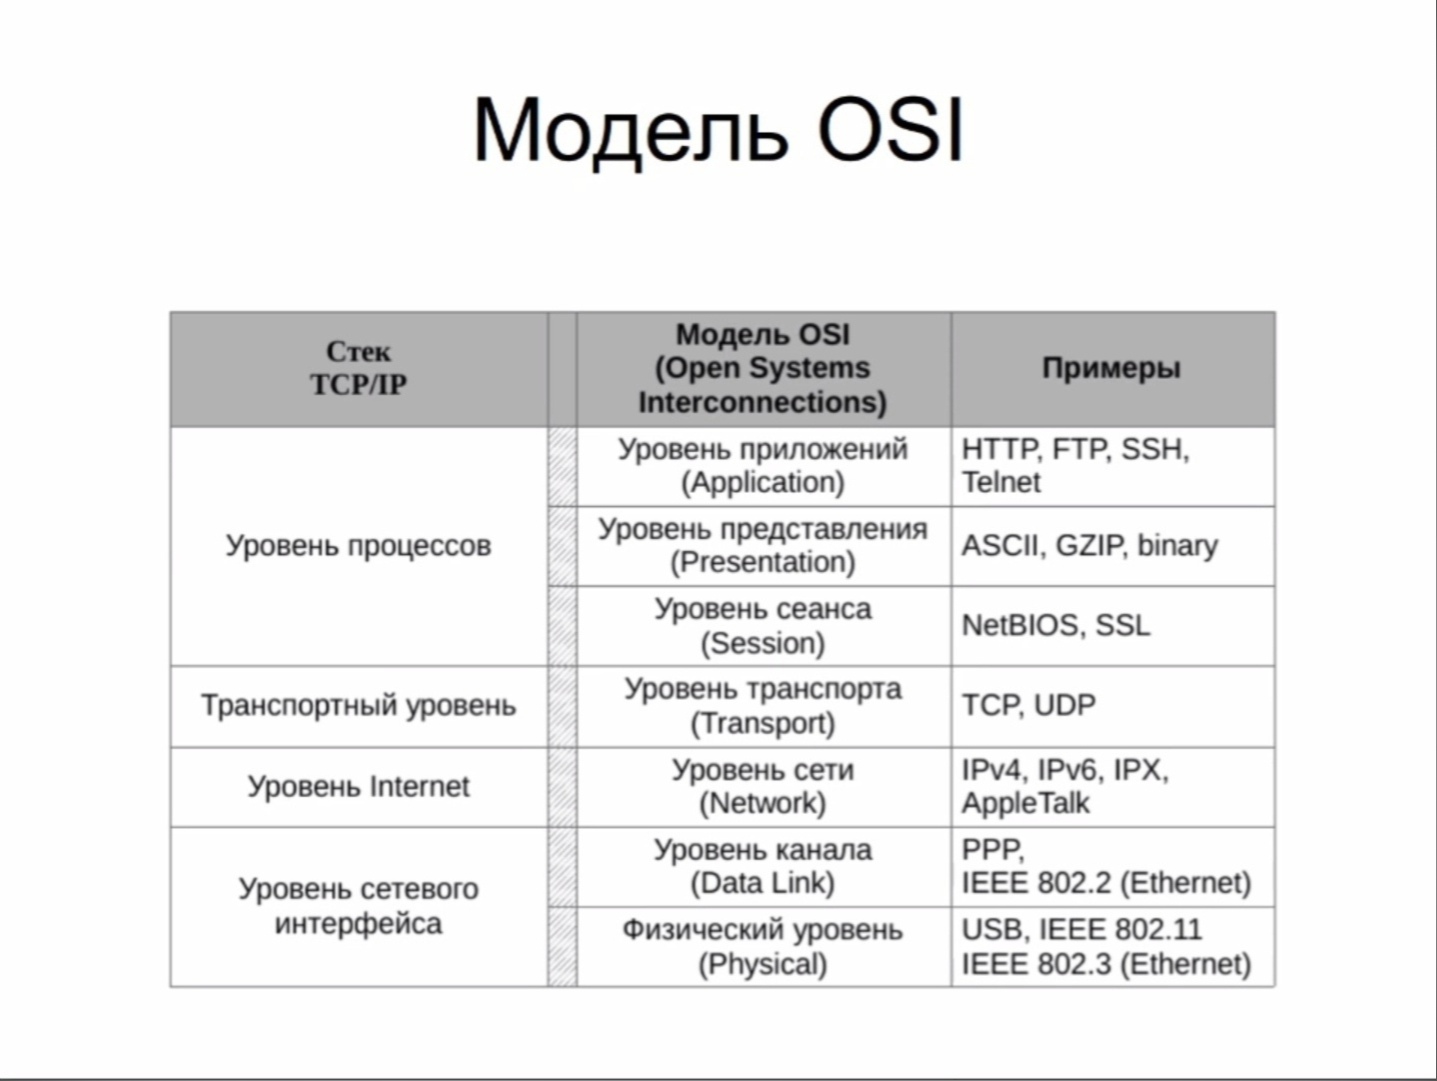 Модель OSI
Стек
TCP/IP
Модель OSI
(Open Systems
Interconnections)
Примеры
Уровень процессов
Уровень приложений
(Application)
HTTP, FTP, SSH,
Telnet
Уровень представления
(Presentation)
ASCII, GZIP, binary
Уровень сеанса
(Session)
NetBIOS, SSL
Транспортный уровень
Уровень транспорта
(Transport)
TCP, UDP
Уровень Internet
Уровень сети
(Network)
IPv4, IPv6, IPX,
AppleTalk
Уровень сетевого
интерфейса
Уровень канала
(Data Link)
PPP,
IEEE 802.2 (Ethernet)
Физический уровень
(Physical)
USB, IEEE 802.11
IEEE 802.3 (Ethernet)